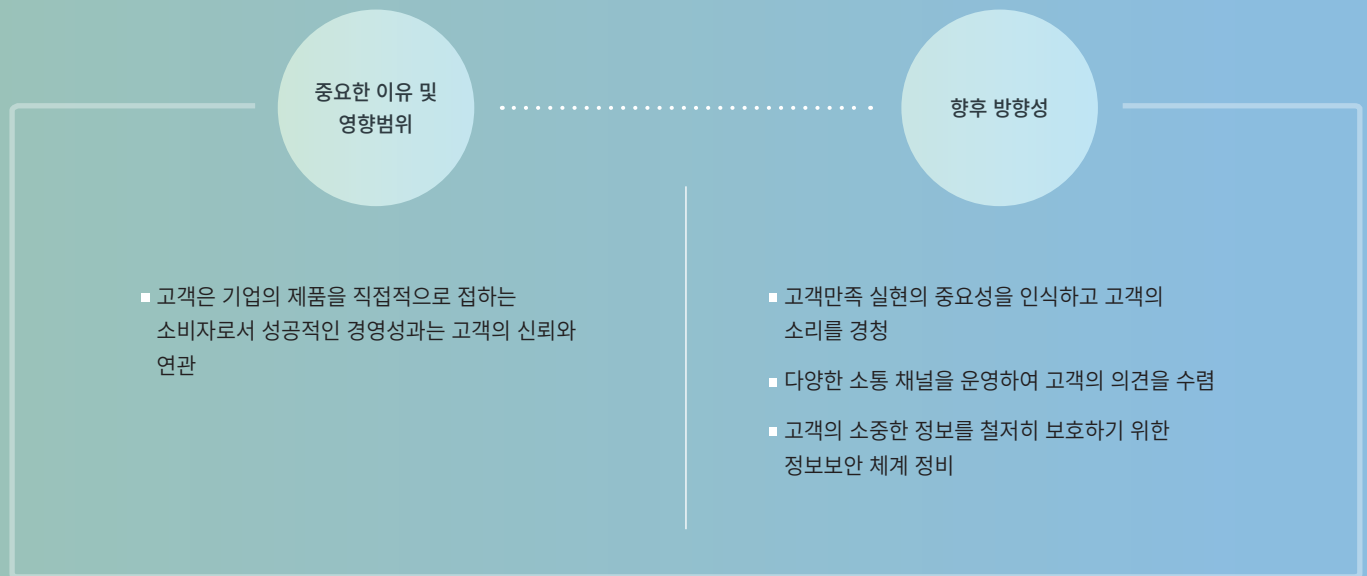 중요한 이유 및
영향범위
향후 방향성
고객은 기업의 제품을 직접적으로 접하는
소비자로서 성공적인 경영성과는 고객의 신뢰와
연관
고객만족 실현의 중요성을 인식하고 고객의
소리를 경청
다양한 소통 채널을 운영하여 고객의 의견을 수렴
고객의 소중한 정보를 철저히 보호하기 위한
정보보안 체계 정비